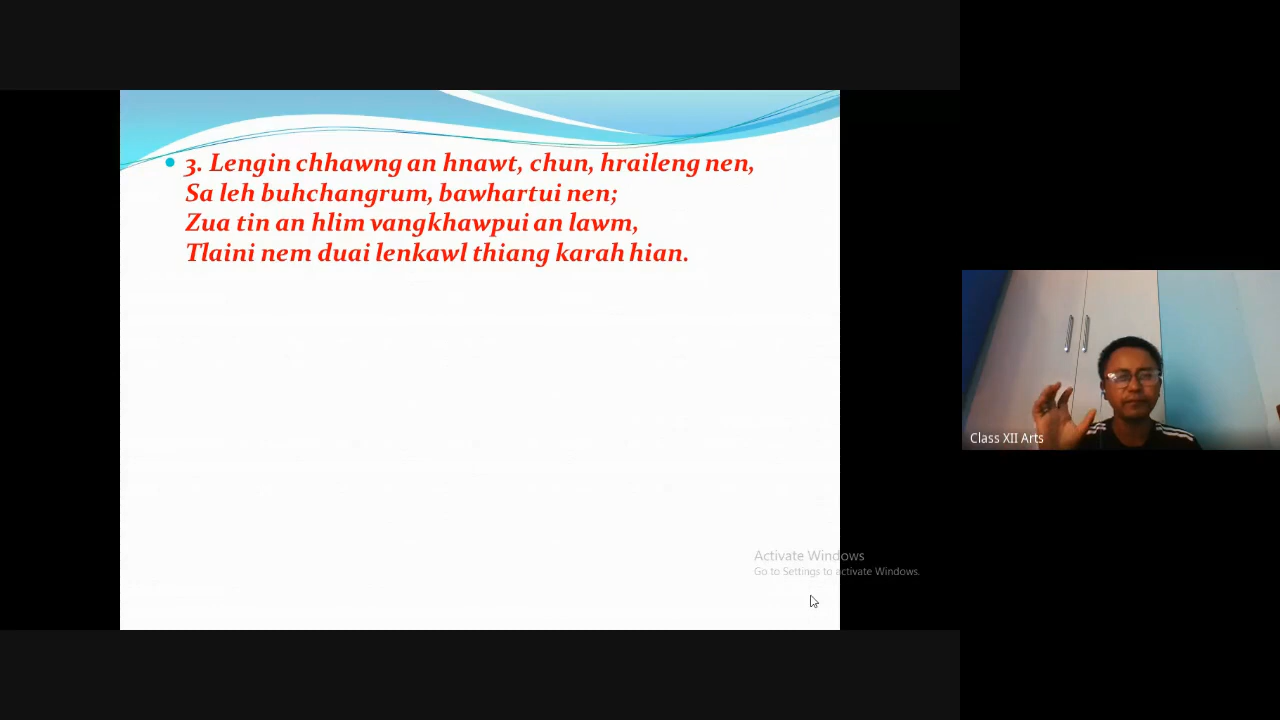 3. Lengin chhawng an hnawt, chun, hraileng nen,
Sa leh buhchangrum, bawhartui nen;
Zua tin an hlim vangkhawpui an lawm,
Tlaini nem duai lenkawl thiang karah hian.
Activate Windows
Go to Settings to activate Windows.
Class XII Arts